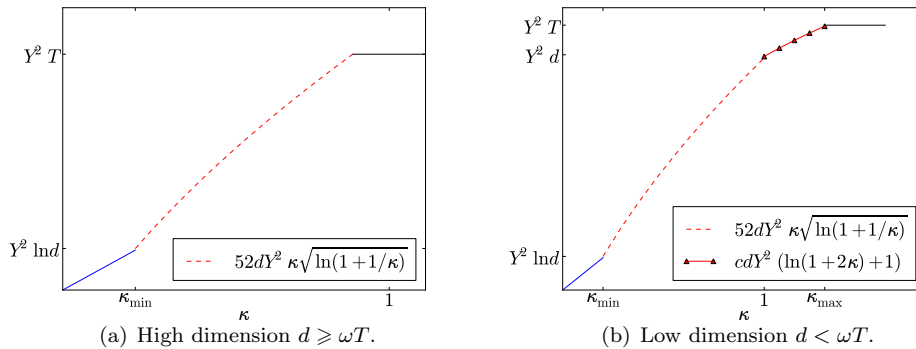 Y² T
Y² ln d
κ_min
1
κ
52dY² κ√ln(1+1/κ)
(a) High dimension d ⩾ ωT.
Y² T
Y² d
Y² ln d
κ_min
1
κ_max
κ
52dY² κ√ln(1+1/κ)
cdY² (ln(1+2κ)+1)
(b) Low dimension d < ωT.